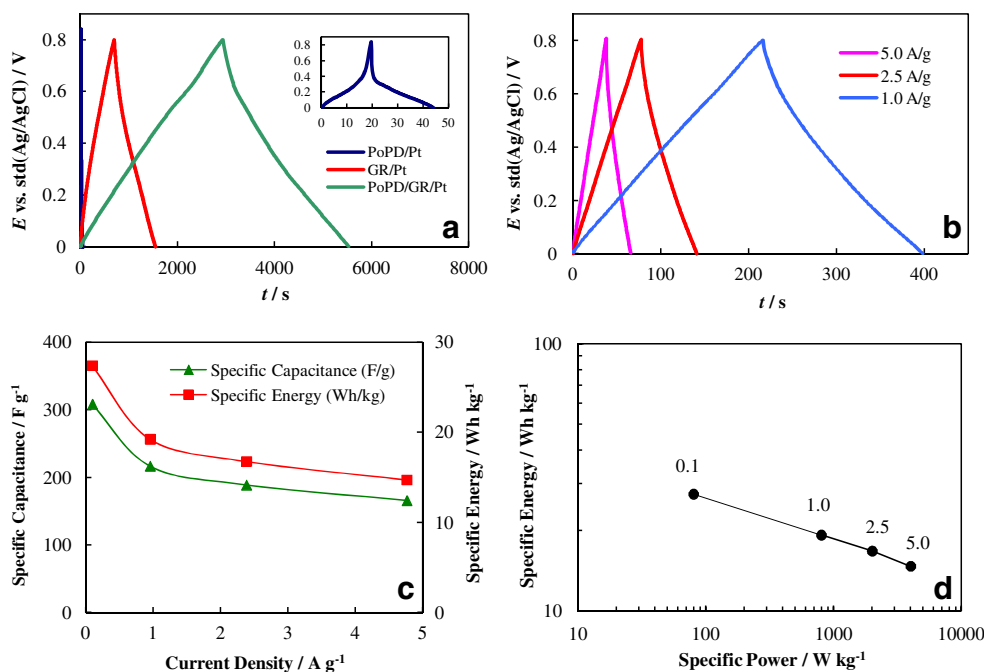 E vs. std(Ag/AgCl) / V
0.8
0.6
0.4
0.2
0
0 2000 4000 6000 8000
t / s
0.8
0.4
0.0
0 10 20 30 40 50
PoPD/Pt
GR/Pt
PoPD/GR/Pt
a
E vs. std(Ag/AgCl) / V
0.8
0.6
0.4
0.2
0
0 100 200 300 400
t / s
5.0 A/g
2.5 A/g
1.0 A/g
b
Specific Capacitance / F g⁻¹
400
300
200
100
0
0 1 2 3 4 5
Current Density / A g⁻¹
Specific Capacitance (F/g)
Specific Energy (Wh/kg)
30
20
10
0
Specific Energy / Wh kg⁻¹
c
Specific Energy / Wh kg⁻¹
100
10
10 100 1000 10000
Specific Power / W kg⁻¹
0.1
1.0
2.5
5.0
d